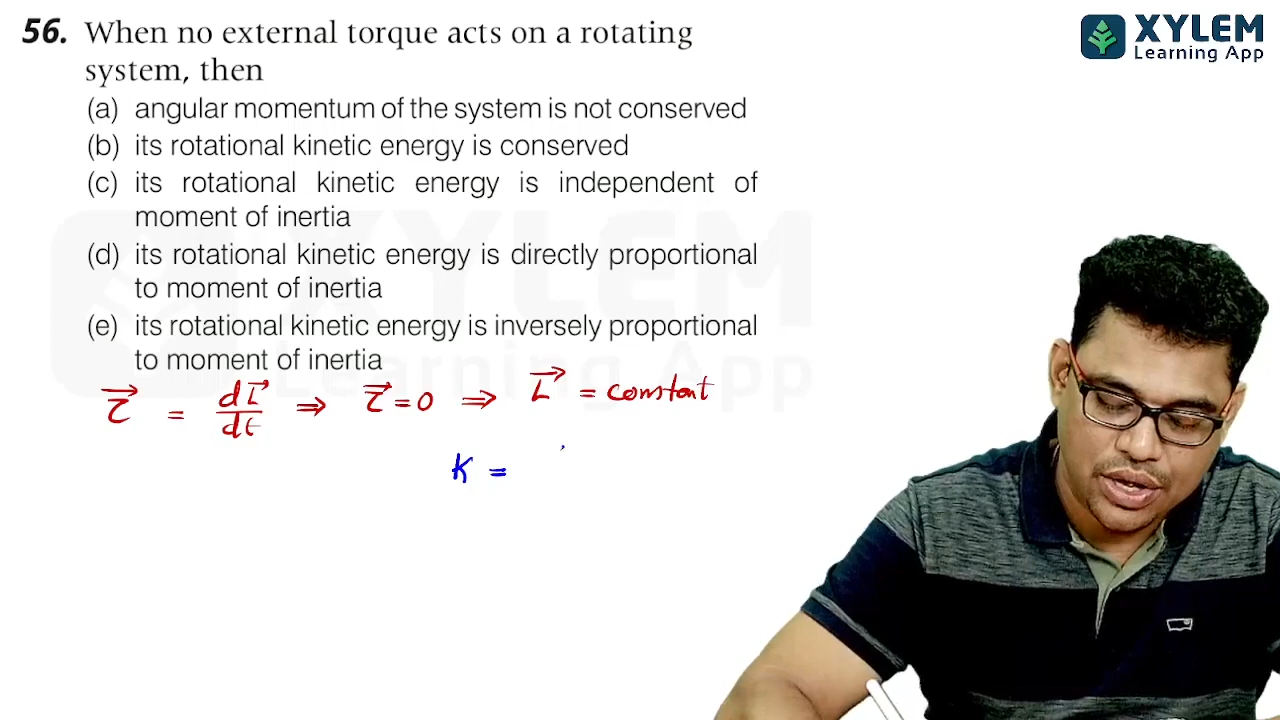 56. When no external torque acts on a rotating
system, then
(a) angular momentum of the system is not conserved
(b) its rotational kinetic energy is conserved
(c) its rotational kinetic energy is independent of
moment of inertia
(d) its rotational kinetic energy is directly proportional
to moment of inertia
(e) its rotational kinetic energy is inversely proportional
to moment of inertia
τ⃗ = dL⃗/dt ⇒ τ⃗ = 0 ⇒ L⃗ = constant
K =
XYLEM
Learning App
XYLEM
Learning App